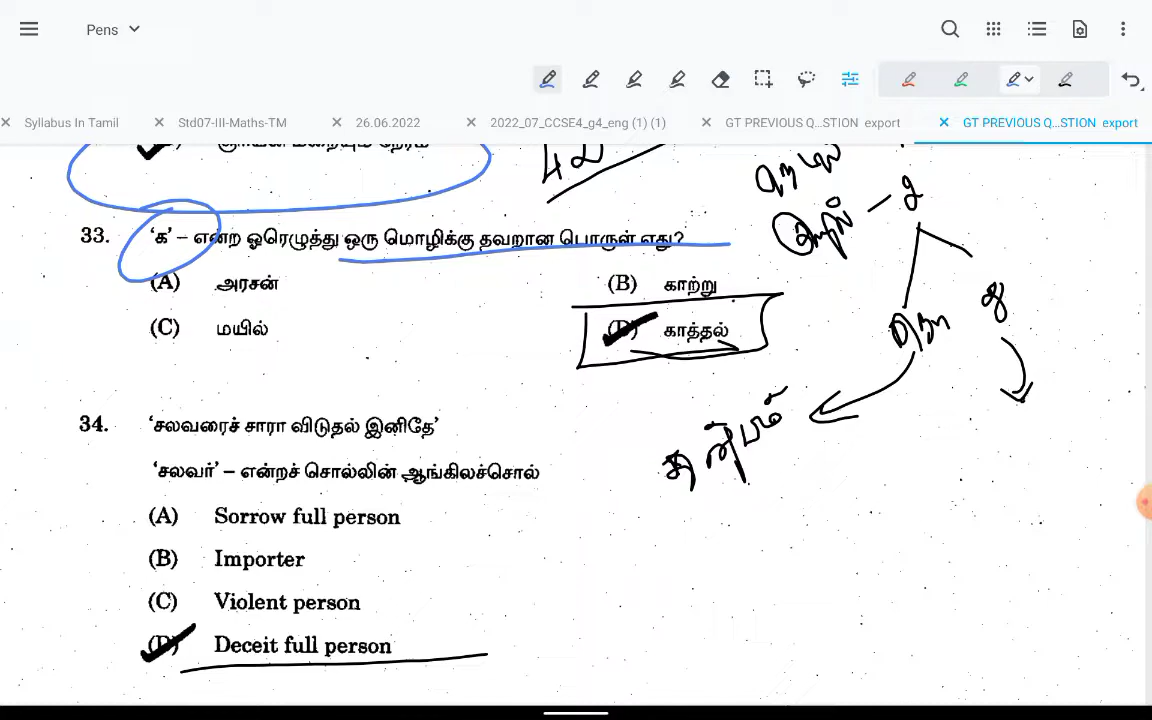 Pens
Syllabus In Tamil
Std07-III-Maths-TM
26.06.2022
2022_07_CCSE4_g4_eng (1) (1)
GT PREVIOUS Q...STION export
GT PREVIOUS Q...STION export
33. 'க' – என்ற ஓரெழுத்து ஒரு மொழிக்கு தவறான பொருள் எது?
(A) அரசன்
(B) காற்று
(C) மயில்
(D) காத்தல்
34. 'சலவரைச் சாரா விடுதல் இனிதே'
'சலவர்' – என்றச் சொல்லின் ஆங்கிலச்சொல்
(A) Sorrow full person
(B) Importer
(C) Violent person
(D) Deceit full person